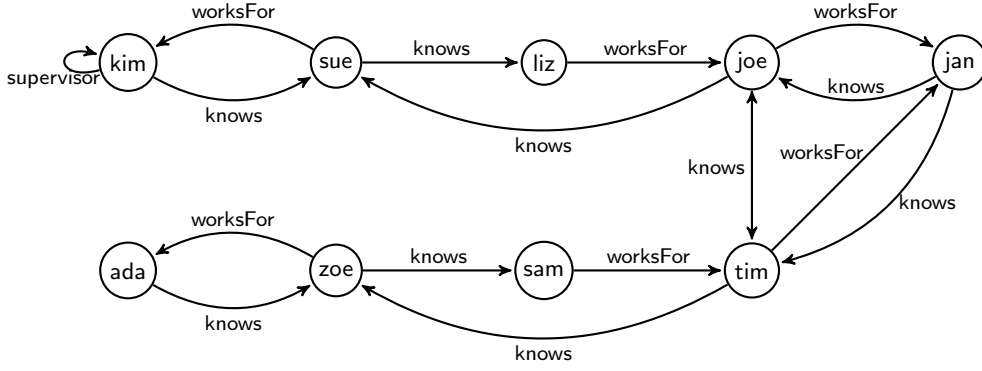 worksFor
worksFor
kim
sue
knows
liz
worksFor
joe
jan
supervisor
knows
knows
knows
knows
worksFor
knows
worksFor
ada
zoe
knows
sam
worksFor
tim
knows
knows